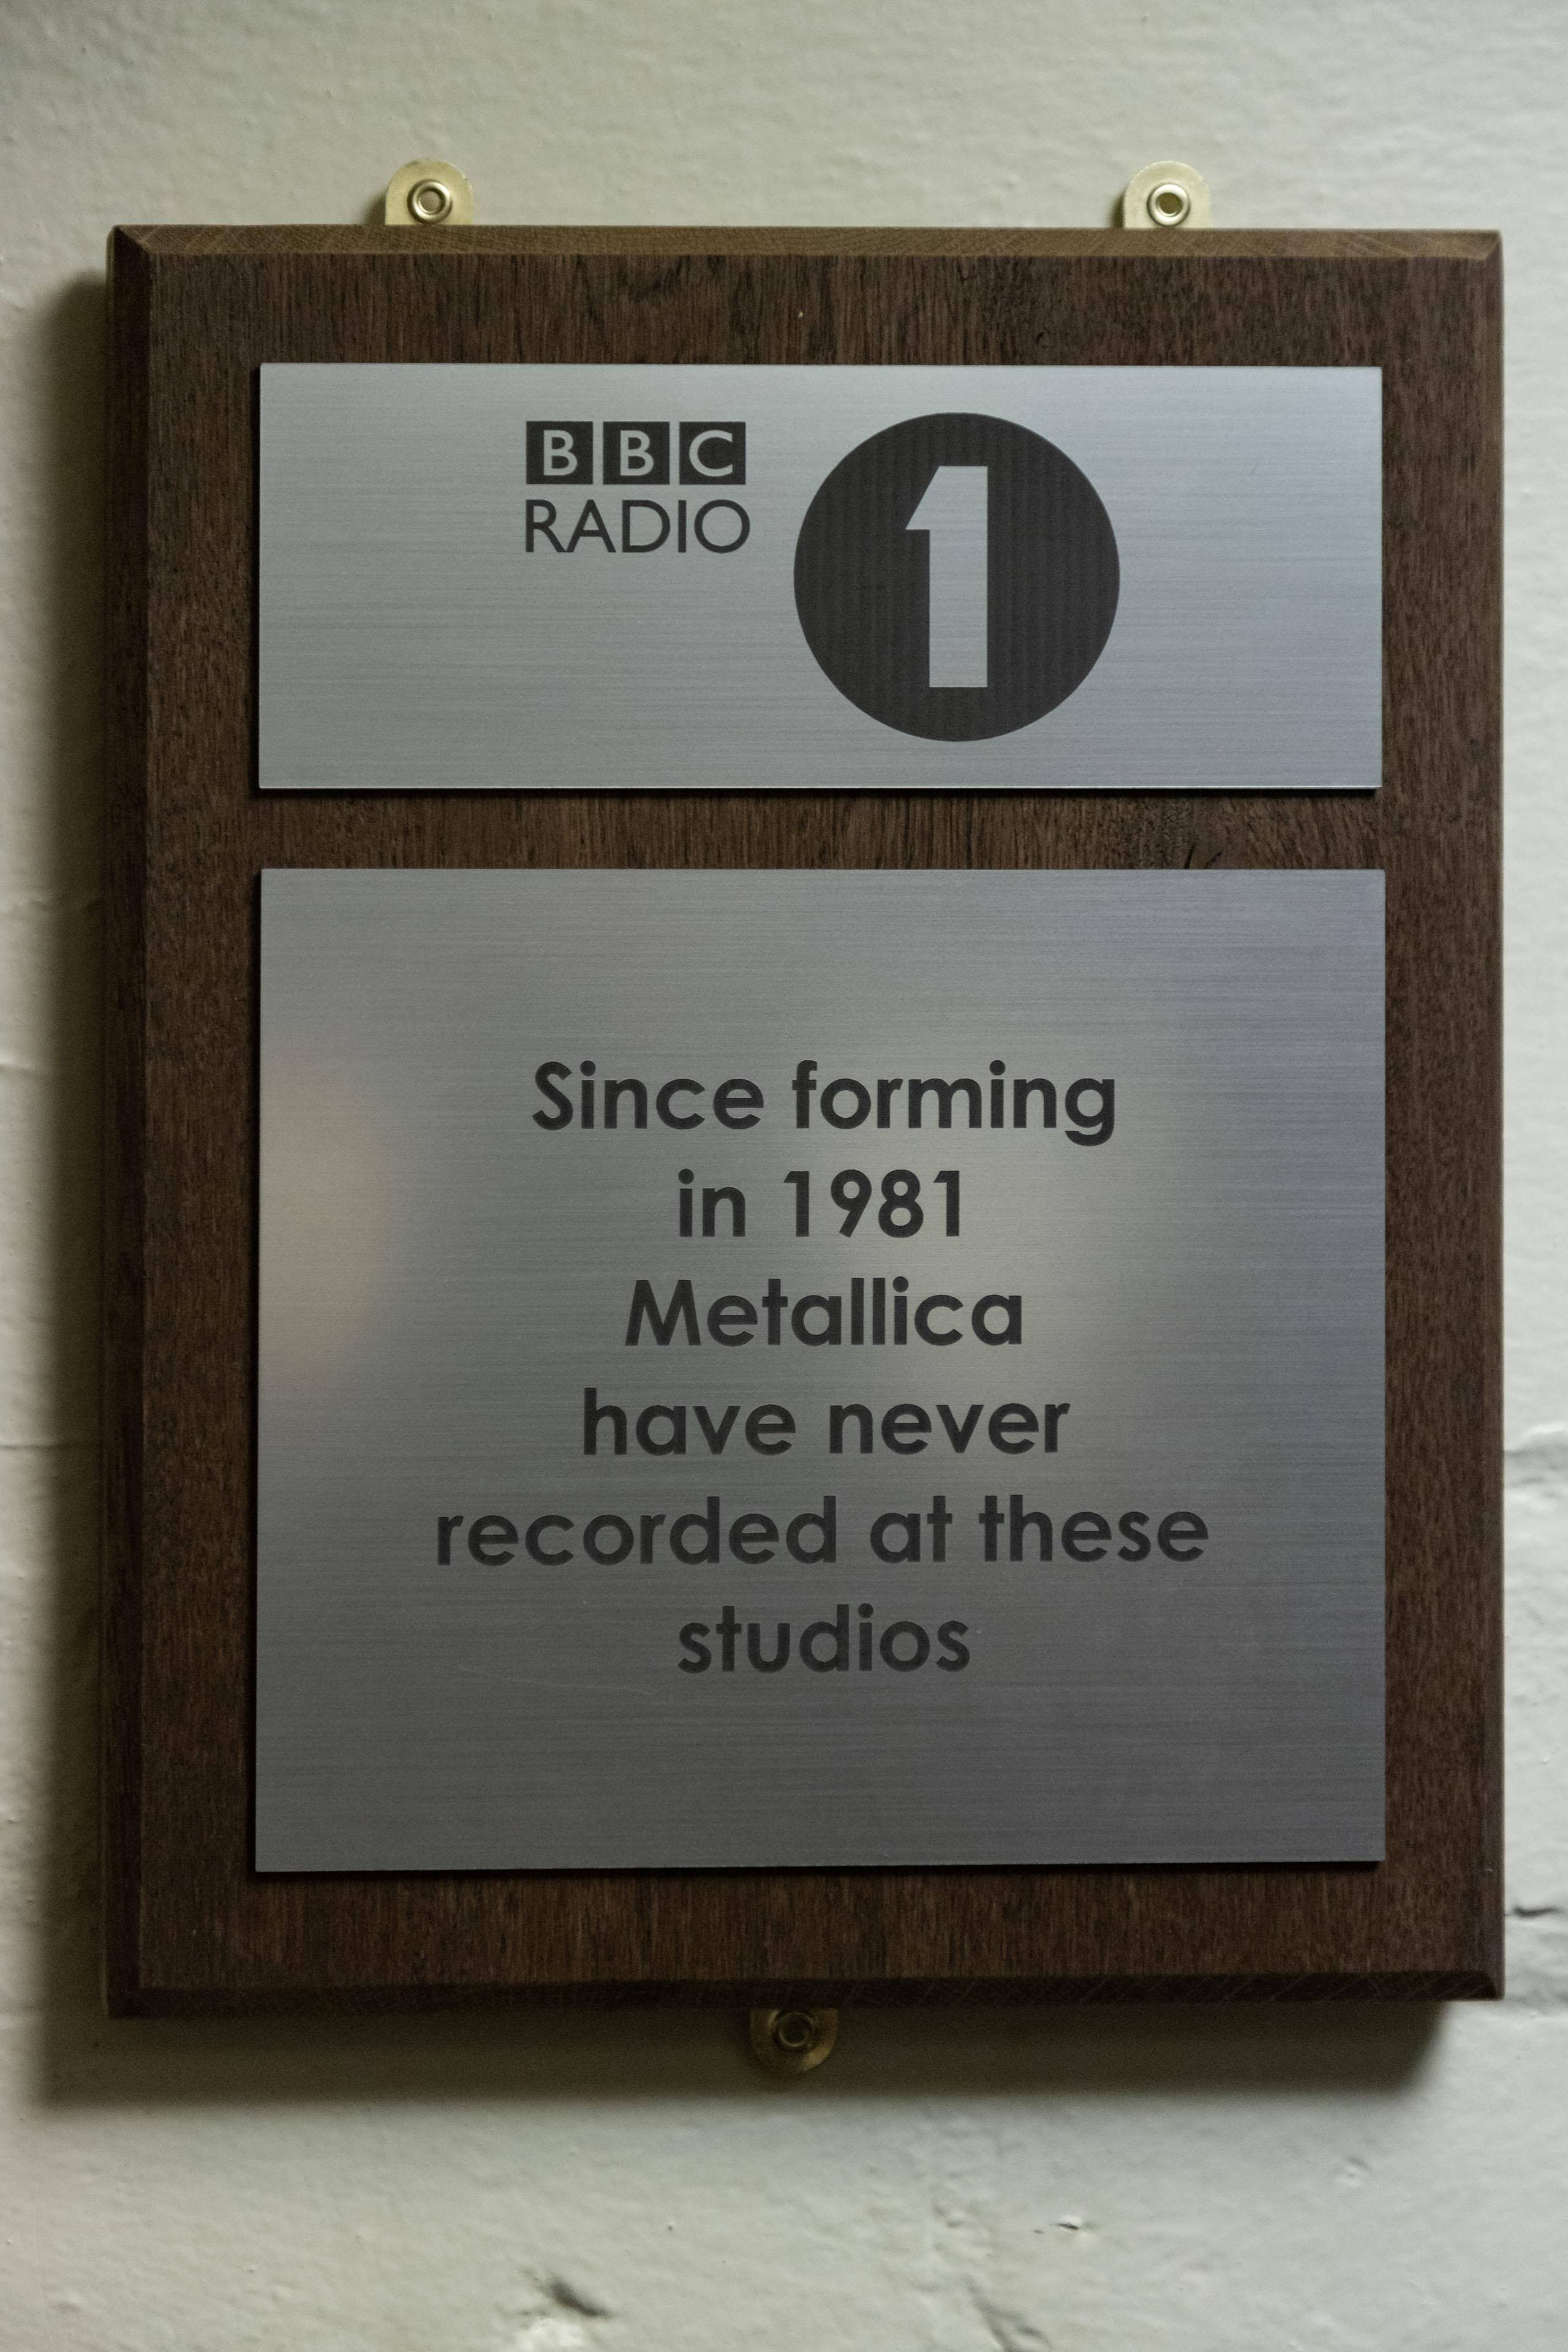 BBC
RADIO
1
Since forming
in 1981
Metallica
have never
recorded at these
studios